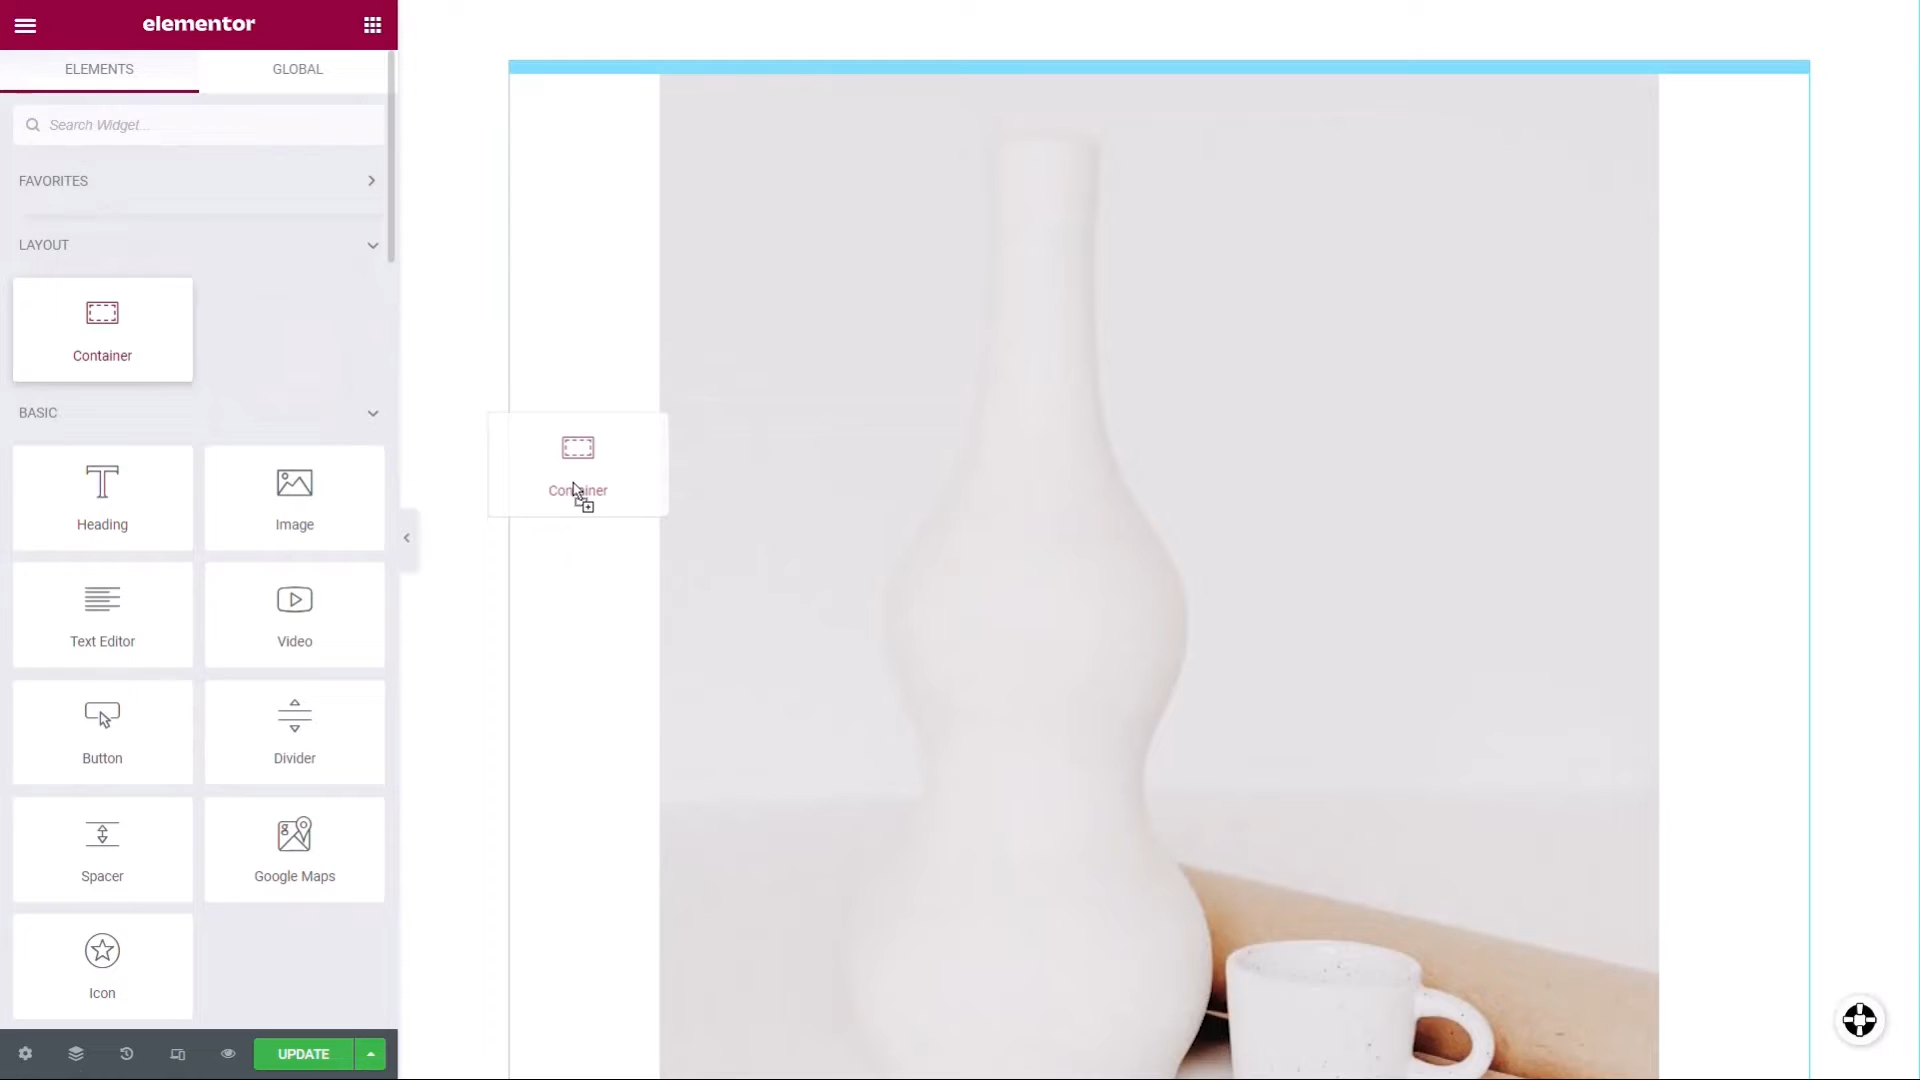 elementor
ELEMENTS
GLOBAL
Search Widget...
FAVORITES
LAYOUT
Container
BASIC
Heading
Image
Text Editor
Video
Button
Divider
Spacer
Google Maps
Icon
UPDATE
Container